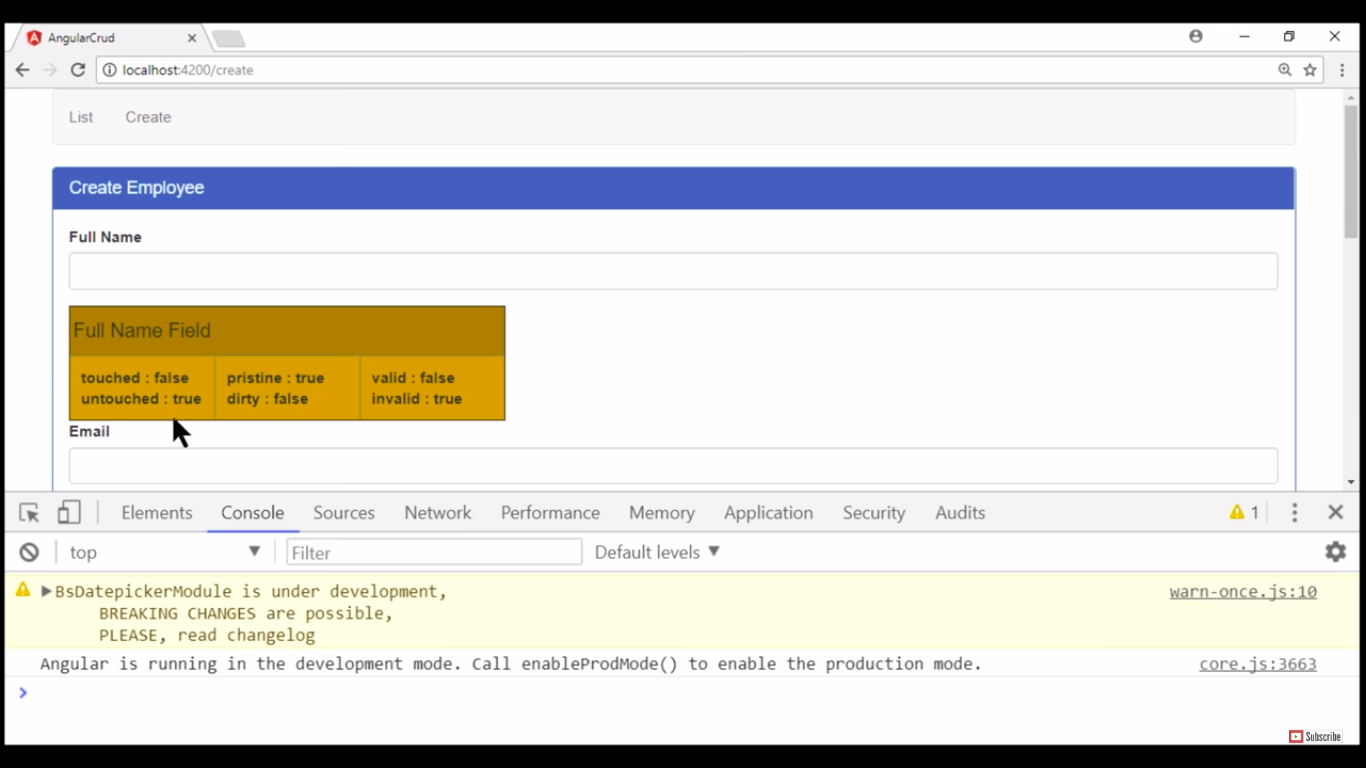 AngularCrud
localhost:4200/create
List Create
Create Employee
Full Name
Full Name Field
touched : false pristine : true valid : false
untouched : true dirty : false invalid : true
Email
Elements Console Sources Network Performance Memory Application Security Audits 1
top Filter Default levels
BsDatepickerModule is under development, warn-once.js:10
BREAKING CHANGES are possible,
PLEASE, read changelog
Angular is running in the development mode. Call enableProdMode() to enable the production mode. core.js:3663
Subscribe